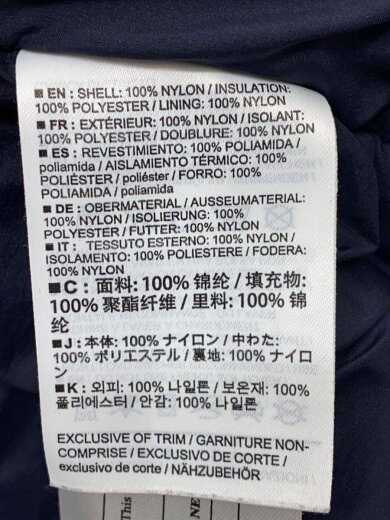 ■ EN : SHELL: 100% NYLON / INSULATION:
100% POLYESTER / LINING: 100% NYLON
■ FR : EXTÉRIEUR: 100% NYLON / ISOLANT:
100% POLYESTER / DOUBLURE: 100% NYLON
■ ES : REVESTIMIENTO: 100% POLIAMIDA /
poliamida / AISLAMIENTO TÉRMICO: 100%
POLIÉSTER / poliéster / FORRO: 100%
POLIAMIDA / poliamida
■ DE : OBERMATERIAL / AUSSEUMATERIAL:
100% NYLON / ISOLIERUNG: 100%
POLYESTER / FUTTER: 100% NYLON
■ IT : TESSUTO ESTERNO: 100% NYLON /
ISOLAMENTO: 100% POLIESTERE / FODERA:
100% NYLON
■ C : 面料: 100% 锦纶 / 填充物:
100% 聚酯纤维 / 里料: 100% 锦
纶
■ J : 本体: 100% ナイロン / 中わた:
100% ポリエステル / 裏地: 100% ナイロ
ン
■ K : 외피: 100% 나일론 / 보온재: 100%
폴리에스터 / 안감: 100% 나일론
EXCLUSIVE OF TRIM / GARNITURE NON-
COMPRISE / EXCLUSIVO DE CORTE /
exclusivo de corte / NÄHZUBEHÖR
This
NE